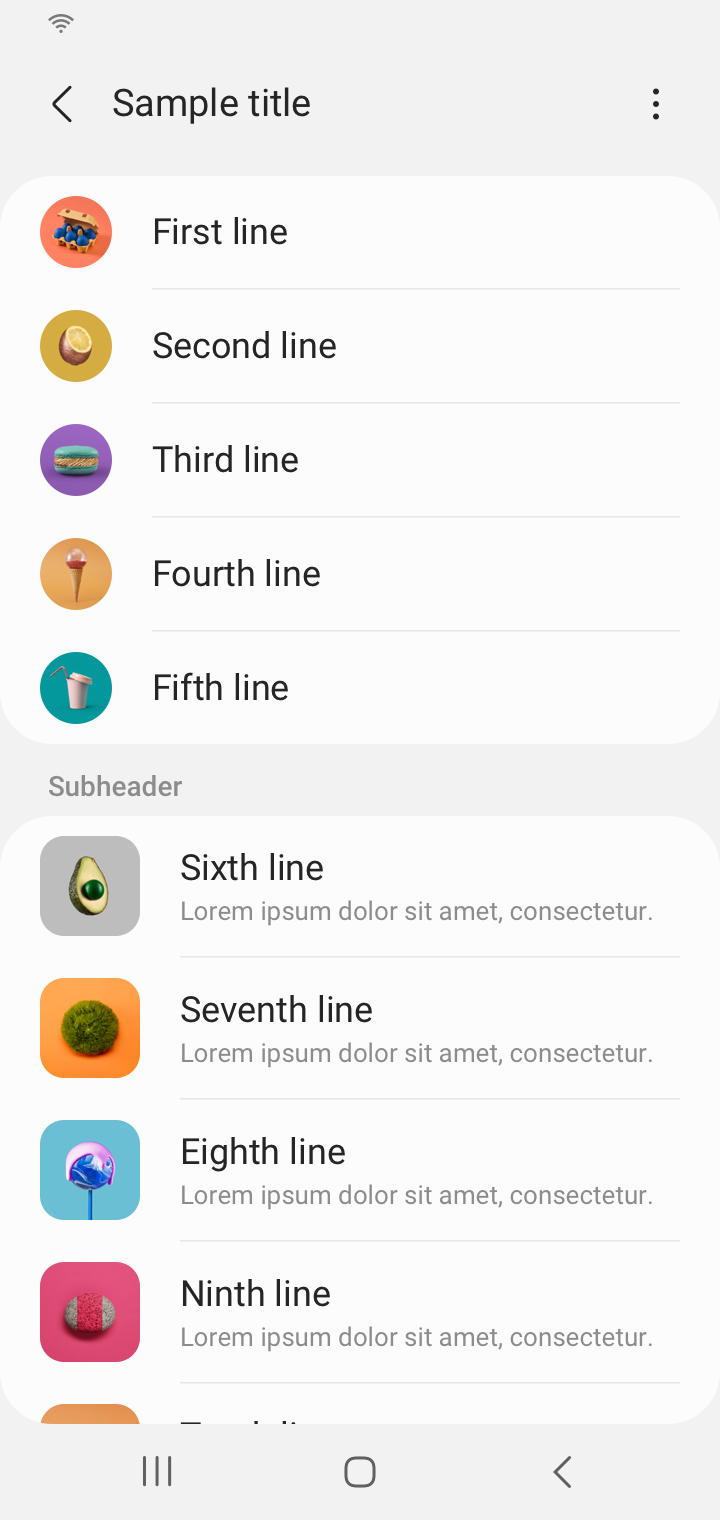 Sample title
First line
Second line
Third line
Fourth line
Fifth line
Subheader
Sixth line
Lorem ipsum dolor sit amet, consectetur.
Seventh line
Lorem ipsum dolor sit amet, consectetur.
Eighth line
Lorem ipsum dolor sit amet, consectetur.
Ninth line
Lorem ipsum dolor sit amet, consectetur.